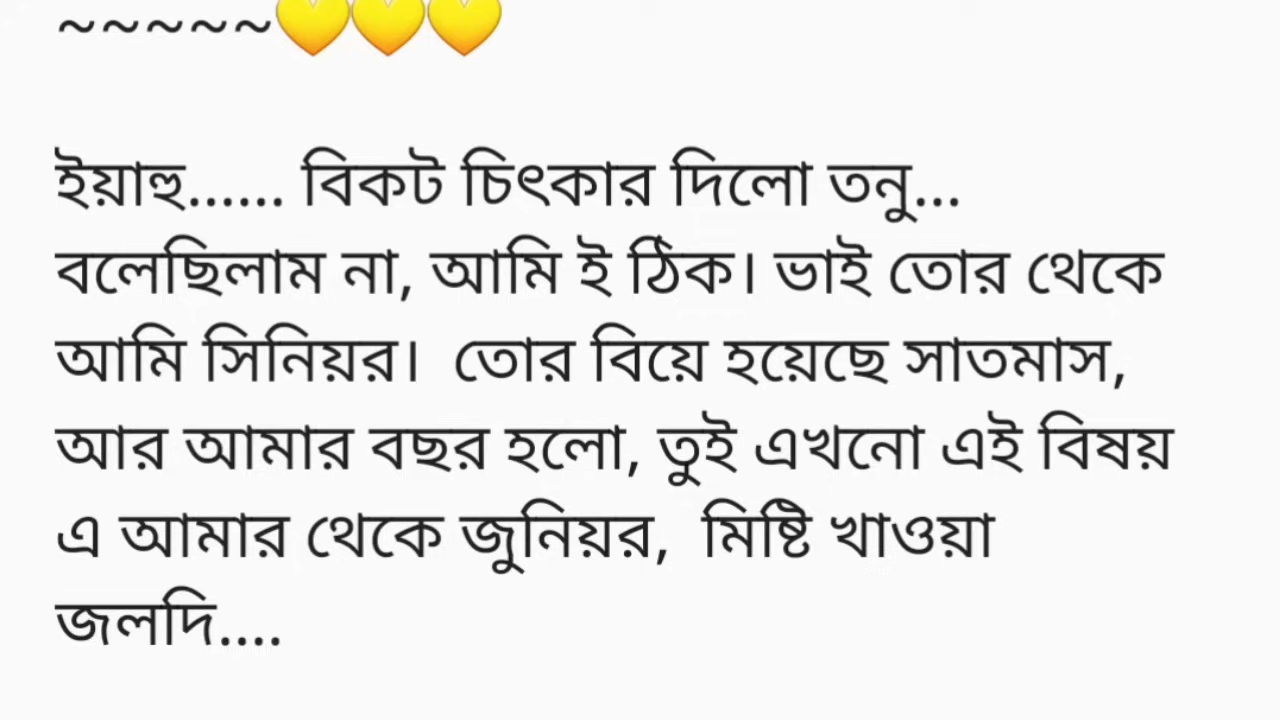 ~~~~~💛💛💛
ইয়াহু...... বিকট চিৎকার দিলো তনু...
বলেছিলাম না, আমি ই ঠিক। ভাই তোর থেকে
আমি সিনিয়র। তোর বিয়ে হয়েছে সাতমাস,
আর আমার বছর হলো, তুই এখনো এই বিষয়
এ আমার থেকে জুনিয়র, মিষ্টি খাওয়া
জলদি....